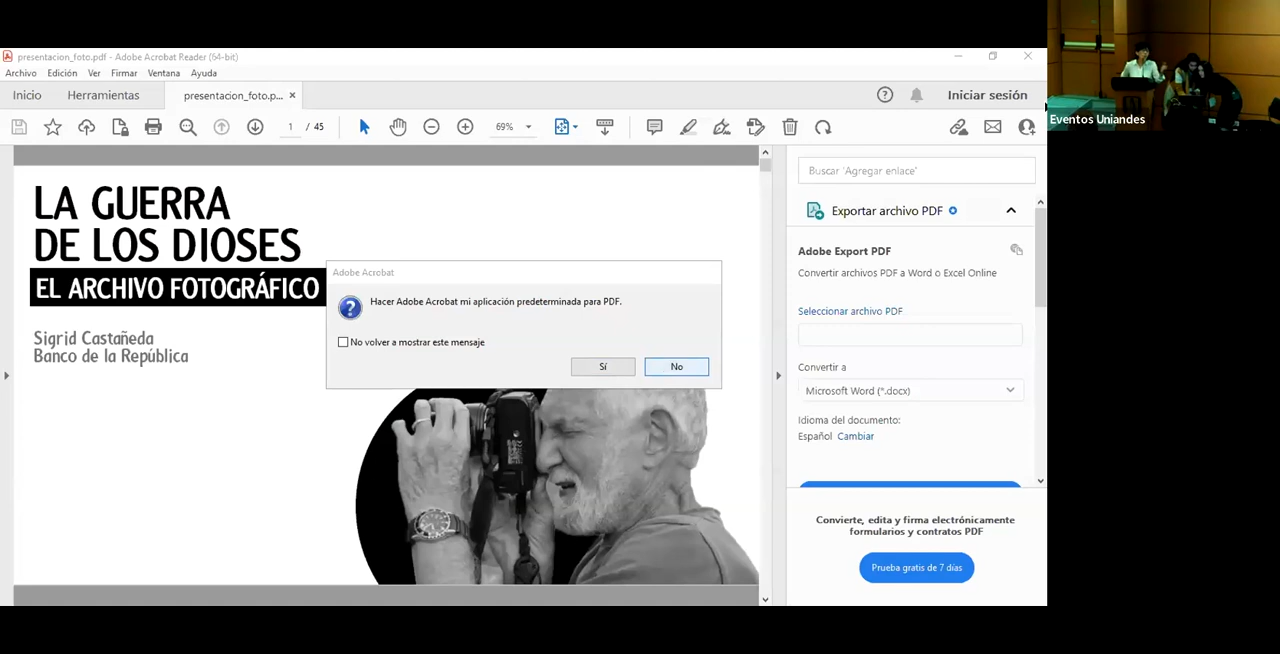 presentacion_foto.pdf - Adobe Acrobat Reader (64-bit)
Archivo Edición Ver Firmar Ventana Ayuda
Inicio Herramientas presentacion_foto.p... × Iniciar sesión
1 / 45 69%
Eventos Uniandes
LA GUERRA
DE LOS DIOSES
EL ARCHIVO FOTOGRÁFICO
Sigrid Castañeda
Banco de la República
Adobe Acrobat
Hacer Adobe Acrobat mi aplicación predeterminada para PDF.
No volver a mostrar este mensaje
Sí No
Buscar 'Agregar enlace'
Exportar archivo PDF
Adobe Export PDF
Convertir archivos PDF a Word o Excel Online
Seleccionar archivo PDF
Convertir a
Microsoft Word (*.docx)
Idioma del documento:
Español Cambiar
Convierte, edita y firma electrónicamente
formularios y contratos PDF
Prueba gratis de 7 días